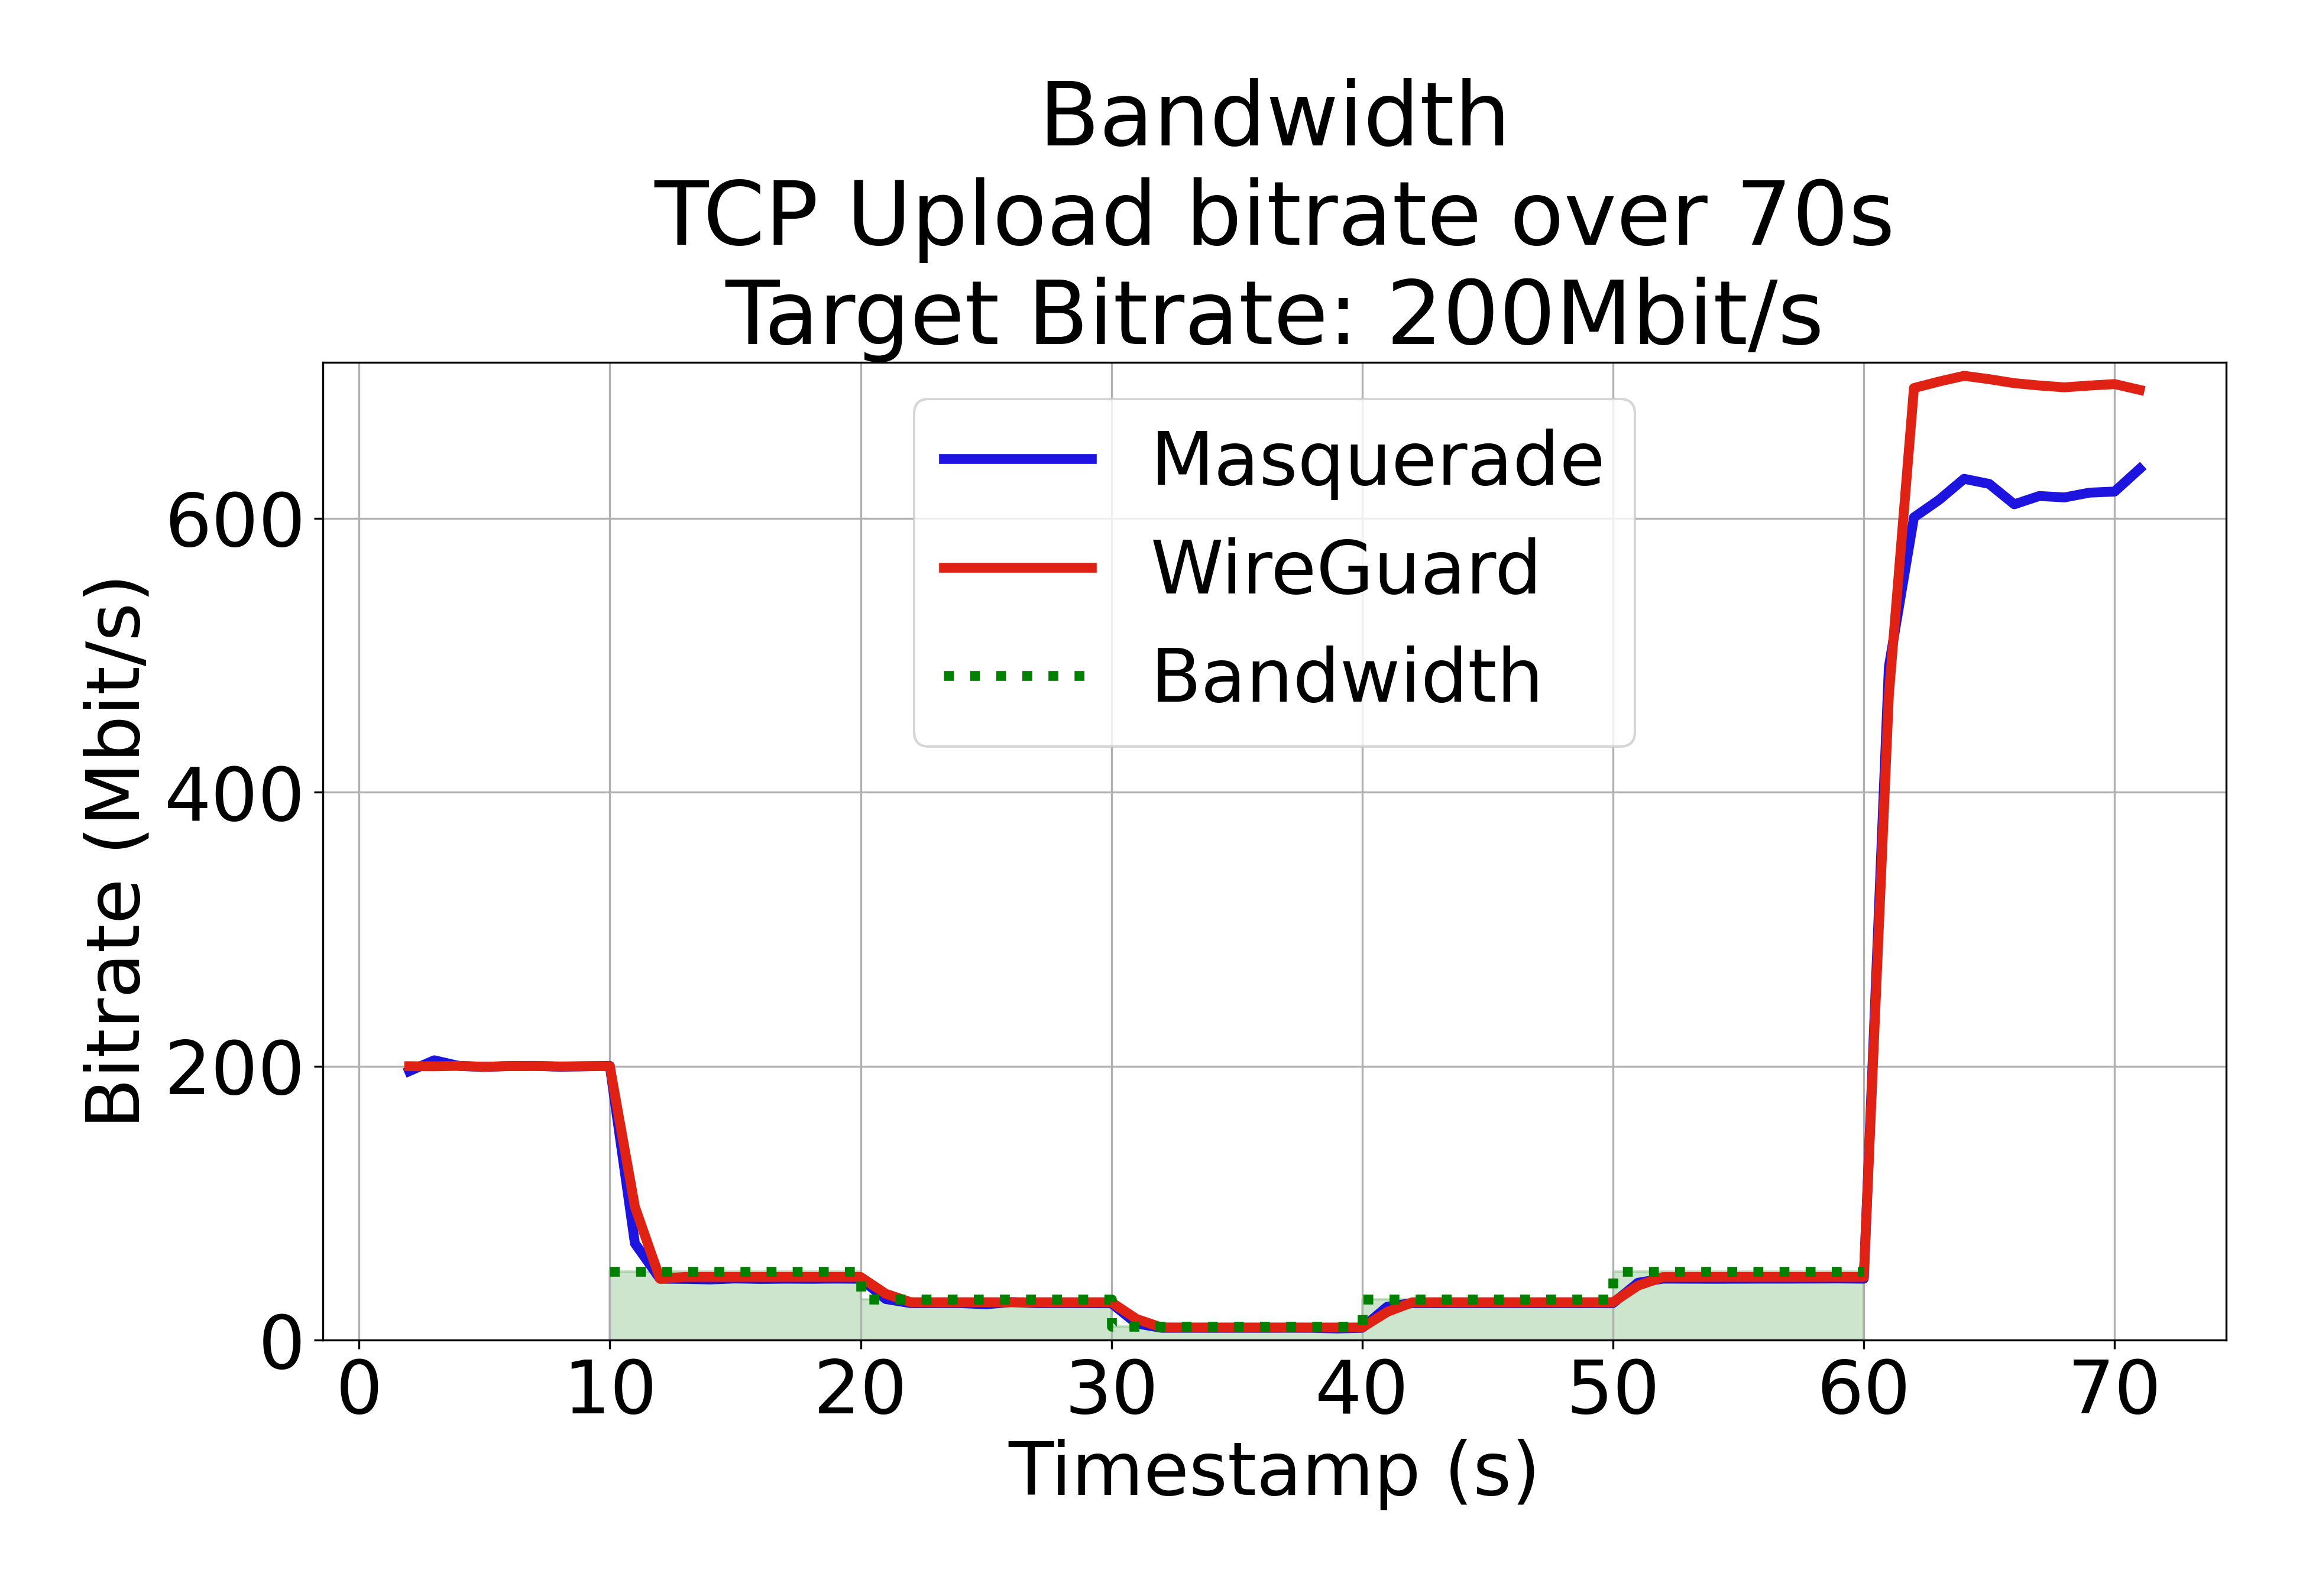 Bandwidth
TCP Upload bitrate over 70s
Target Bitrate: 200Mbit/s
Masquerade
WireGuard
Bandwidth
Bitrate (Mbit/s)
600
400
200
0
0 10 20 30 40 50 60 70
Timestamp (s)